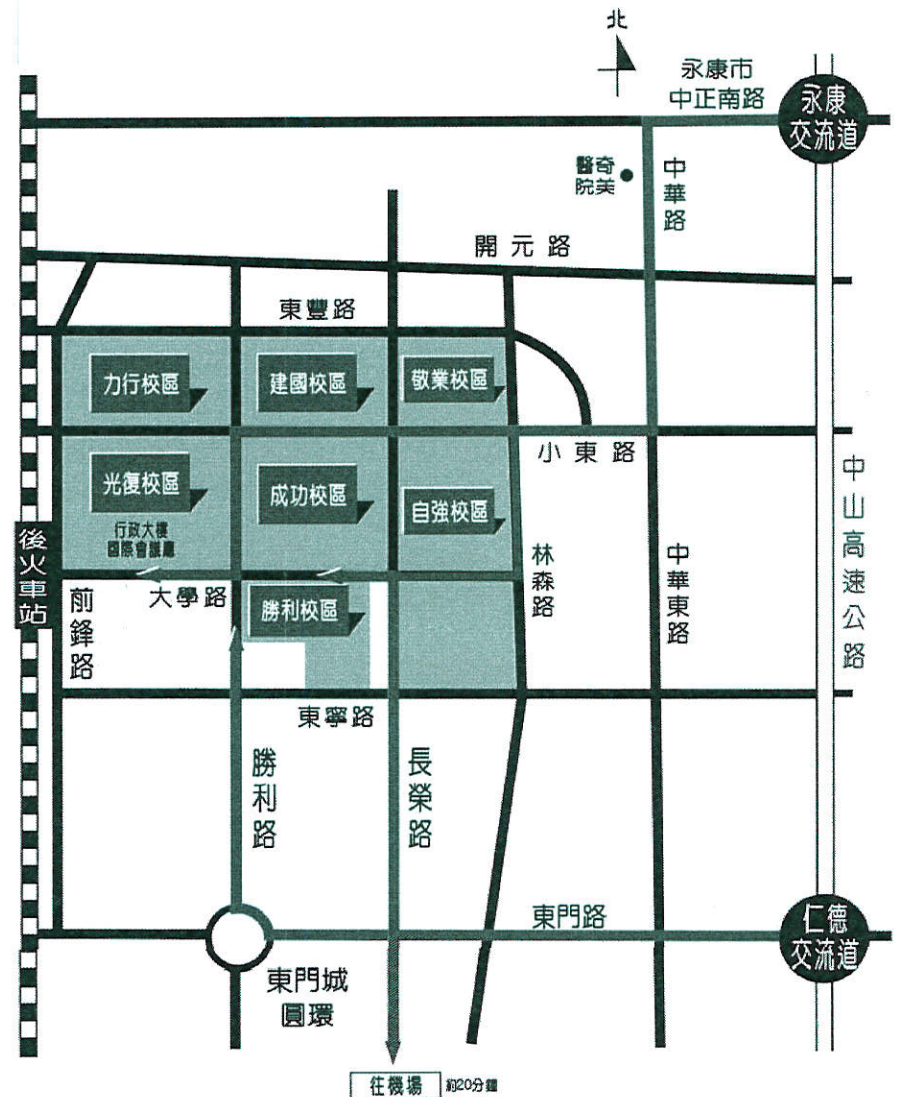 北
永康市
中正南路
永康
交流道
醫奇
院美
中華路
開元路
東豐路
力行校區
建國校區
敬業校區
小東路
光復校區
成功校區
自強校區
行政大樓
國際會議廳
中山高速公路
後火車站
前鋒路
大學路
勝利校區
林森路
中華東路
東寧路
勝利路
長榮路
東門路
仁德
交流道
東門城
圓環
往機場 約20分鐘